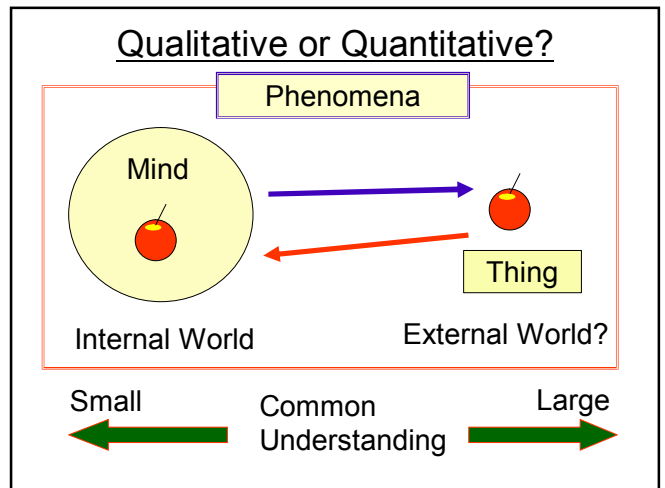 Qualitative or Quantitative?
Phenomena
Mind
Thing
Internal World
External World?
Small
Common
Understanding
Large